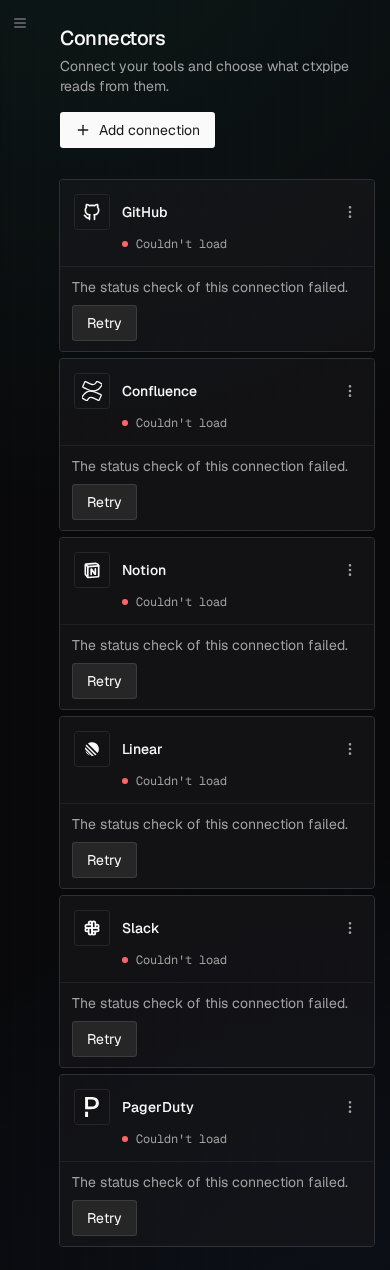 Connectors
Connect your tools and choose what ctxpipe
reads from them.
Add connection
GitHub
Couldn't load
The status check of this connection failed.
Retry
Confluence
Couldn't load
The status check of this connection failed.
Retry
Notion
Couldn't load
The status check of this connection failed.
Retry
Linear
Couldn't load
The status check of this connection failed.
Retry
Slack
Couldn't load
The status check of this connection failed.
Retry
PagerDuty
Couldn't load
The status check of this connection failed.
Retry